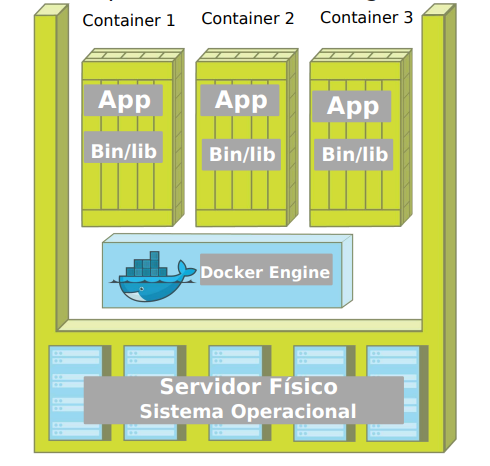 Container 1
Container 2
Container 3
App
App
App
Bin/lib
Bin/lib
Bin/lib
Docker Engine
Servidor Físico
Sistema Operacional